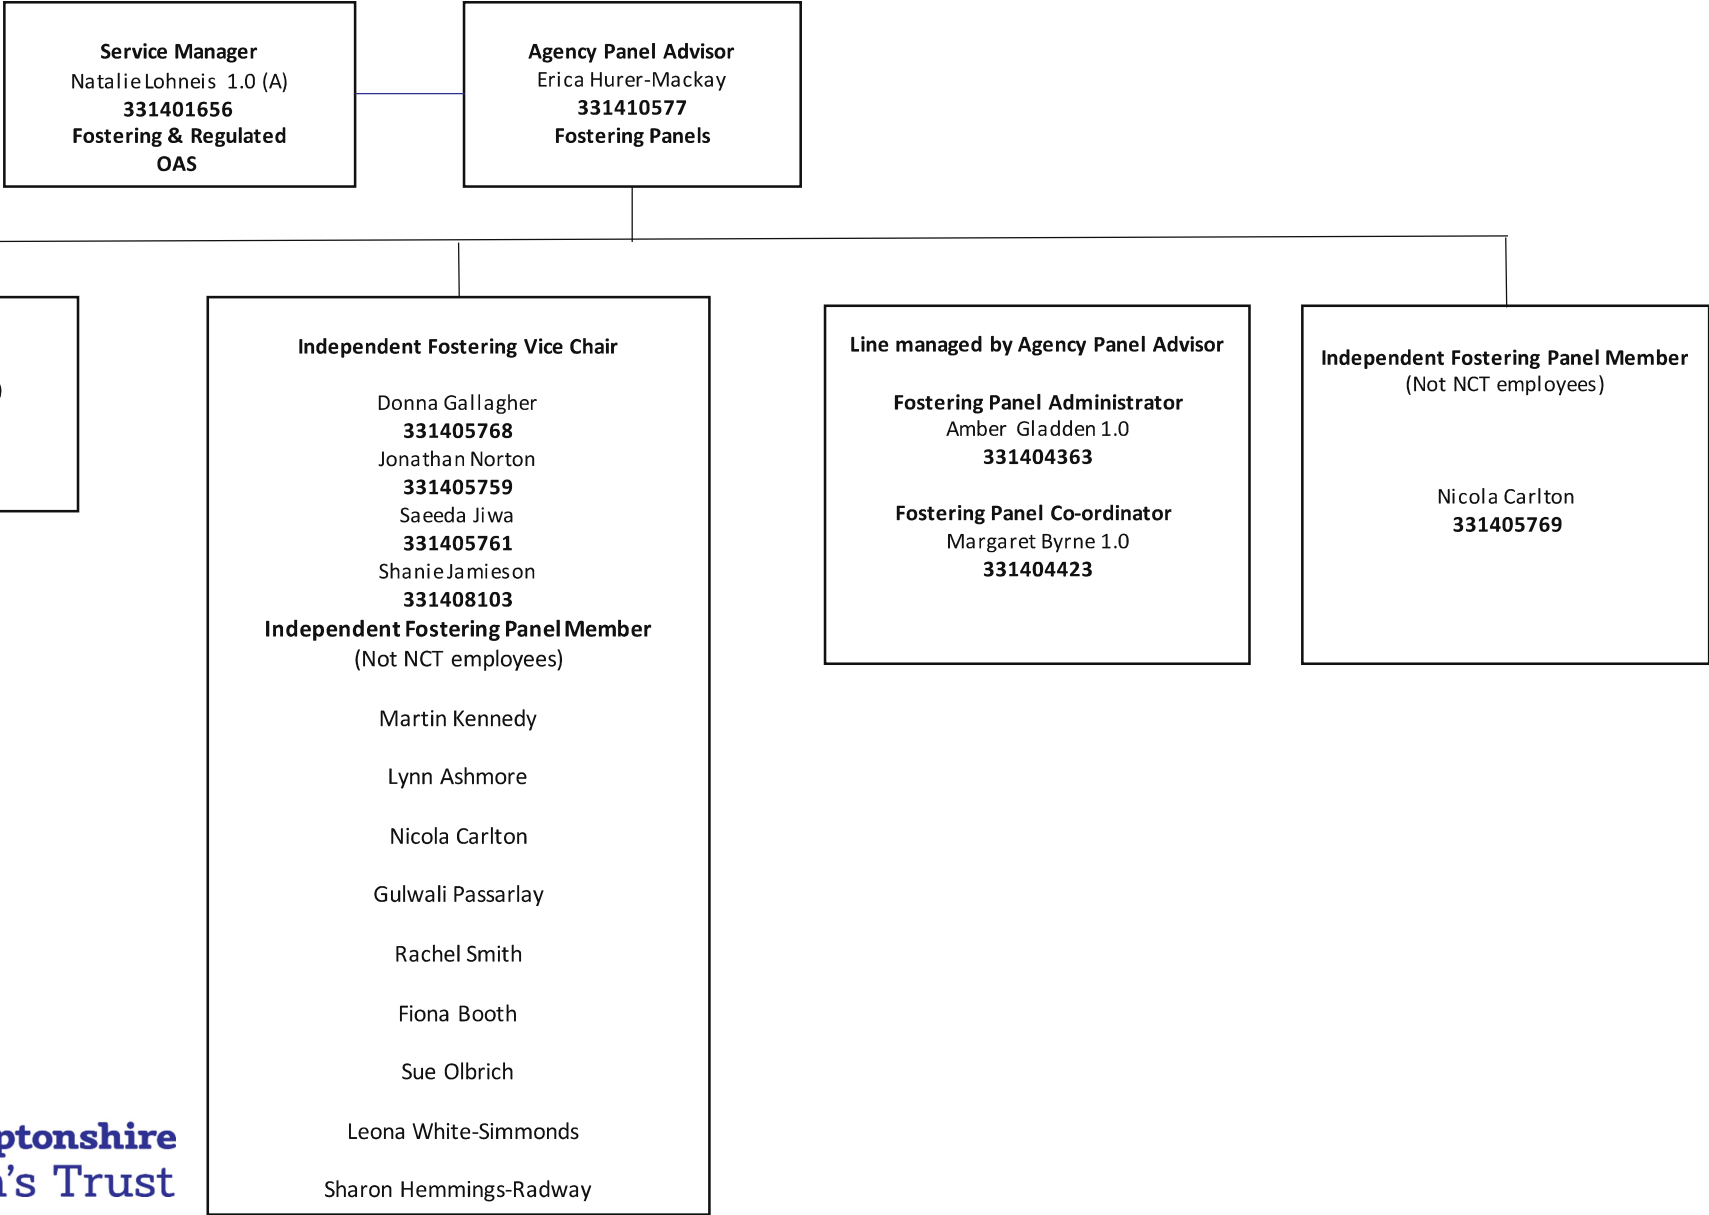 Service Manager
Natalie Lohneis 1.0 (A)
331401656
Fostering & Regulated
OAS
Agency Panel Advisor
Erica Hurer-Mackay
331410577
Fostering Panels
)
Independent Fostering Vice Chair
Donna Gallagher
331405768
Jonathan Norton
331405759
Saeeda Jiwa
331405761
Shanie Jamieson
331408103
Independent Fostering Panel Member
(Not NCT employees)
Martin Kennedy
Lynn Ashmore
Nicola Carlton
Gulwali Passarlay
Rachel Smith
Fiona Booth
Sue Olbrich
Leona White-Simmonds
Sharon Hemmings-Radway
Line managed by Agency Panel Advisor
Fostering Panel Administrator
Amber Gladden 1.0
331404363
Fostering Panel Co-ordinator
Margaret Byrne 1.0
331404423
Independent Fostering Panel Member
(Not NCT employees)
Nicola Carlton
331405769
ptonshire
's Trust